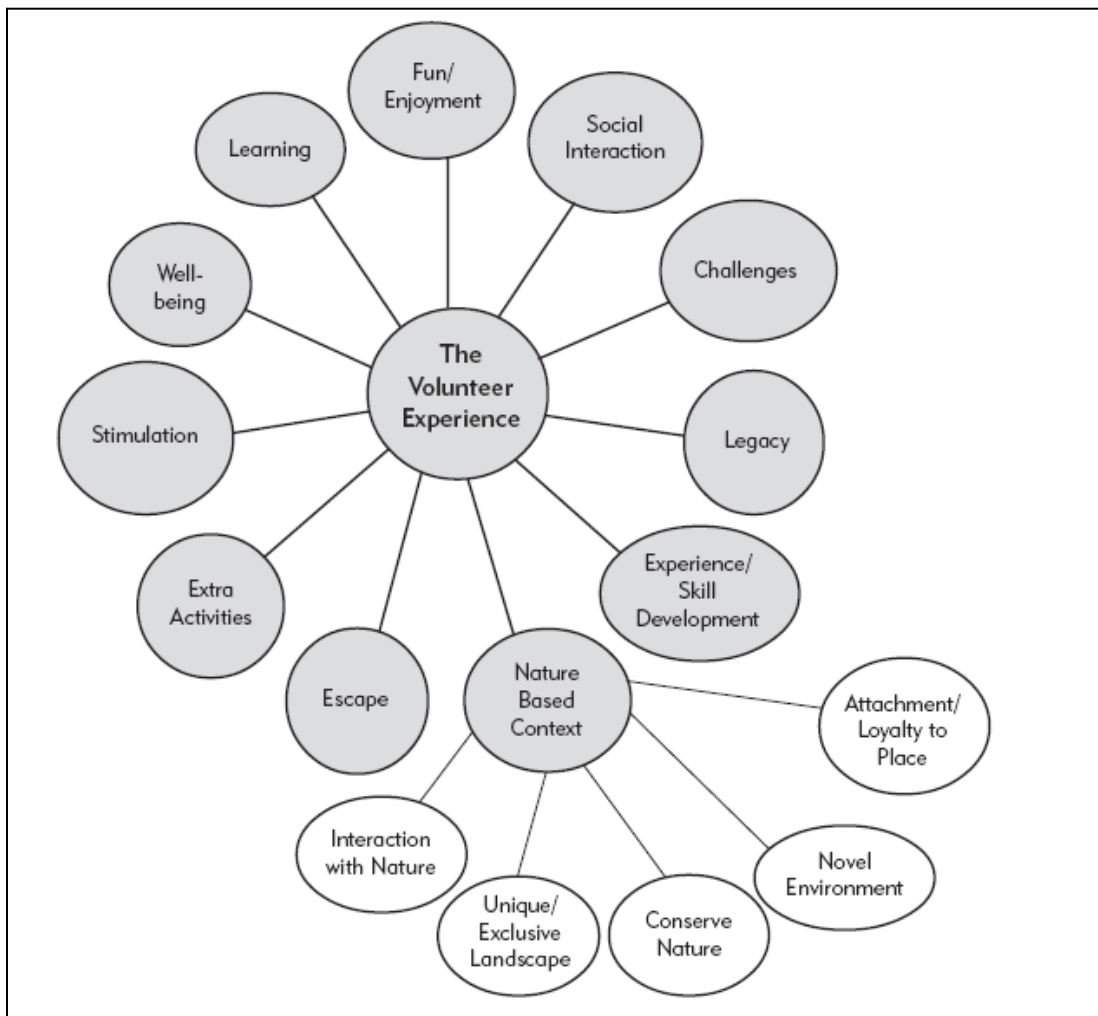 Fun/
Enjoyment
Social
Interaction
Learning
Challenges
Well-
being
The
Volunteer
Experience
Stimulation
Legacy
Extra
Activities
Experience/
Skill
Development
Escape
Nature
Based
Context
Attachment/
Loyalty to
Place
Interaction
with Nature
Novel
Environment
Unique/
Exclusive
Landscape
Conserve
Nature